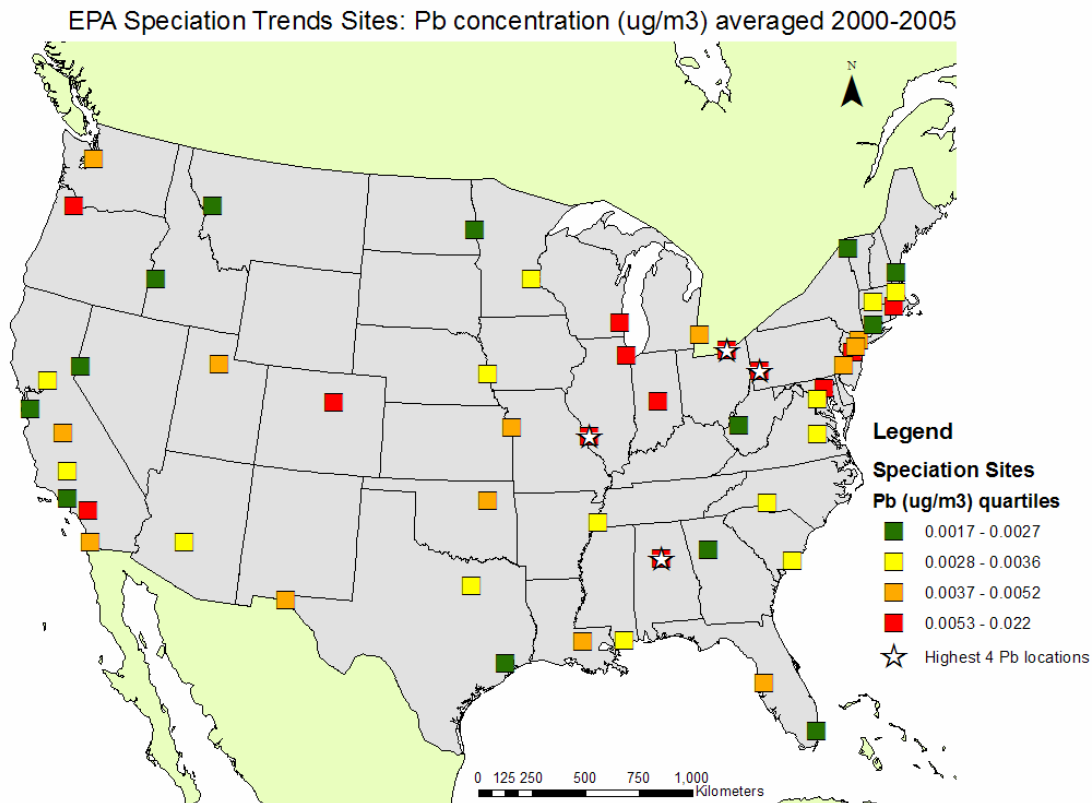 EPA Speciation Trends Sites: Pb concentration (ug/m3) averaged 2000-2005
N
Legend
Speciation Sites
Pb (ug/m3) quartiles
0.0017 - 0.0027
0.0028 - 0.0036
0.0037 - 0.0052
0.0053 - 0.022
Highest 4 Pb locations
0 125 250 500 750 1,000
Kilometers